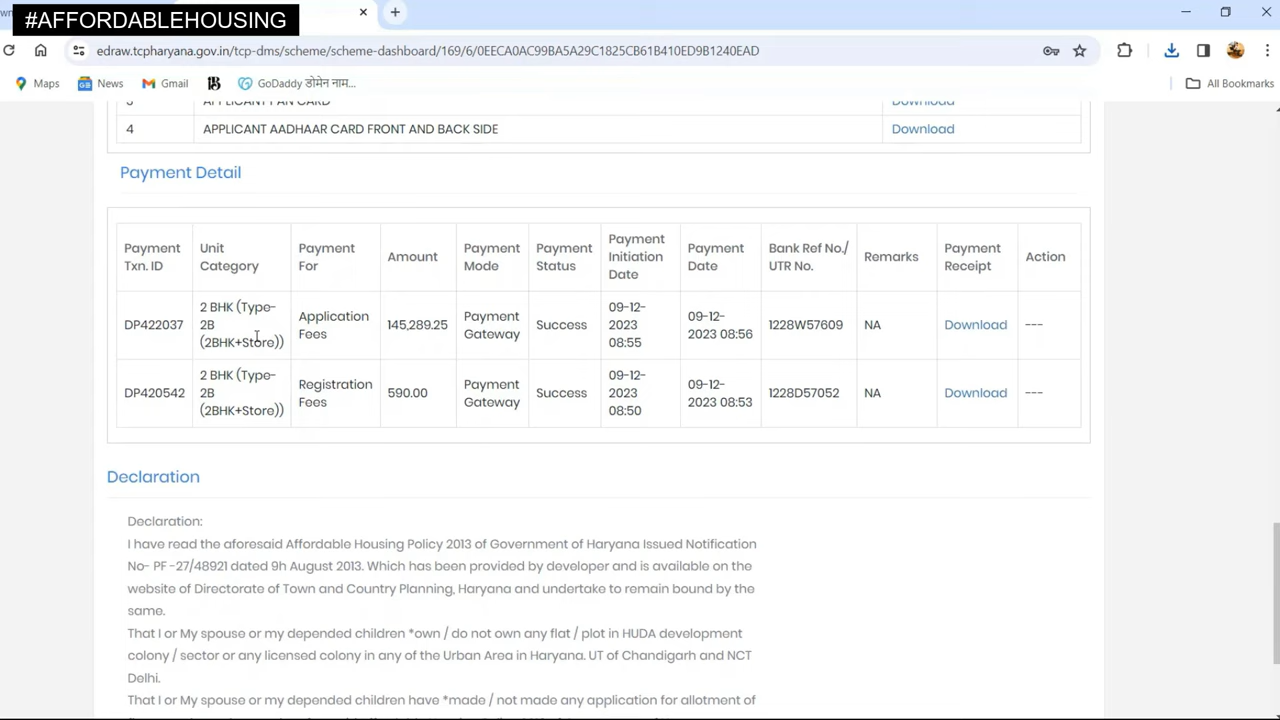 #AFFORDABLEHOUSING
edraw.tcpharyana.gov.in/tcp-dms/scheme/scheme-dashboard/169/6/0EECA0AC99BA5A29C1825CB61B410ED9B1240EAD
Maps News Gmail GoDaddy डोमेन नाम... All Bookmarks
3 APPLICANT PAN CARD Download
4 APPLICANT AADHAAR CARD FRONT AND BACK SIDE Download
Payment Detail
Payment Txn. ID Unit Category Payment For Amount Payment Mode Payment Status Payment Initiation Date Payment Date Bank Ref No./ UTR No. Remarks Payment Receipt Action
DP422037 2 BHK (Type-2B (2BHK+Store)) Application Fees 145,289.25 Payment Gateway Success 09-12-2023 08:55 09-12-2023 08:56 1228W57609 NA Download ---
DP420542 2 BHK (Type-2B (2BHK+Store)) Registration Fees 590.00 Payment Gateway Success 09-12-2023 08:50 09-12-2023 08:53 1228D57052 NA Download ---
Declaration
Declaration:
I have read the aforesaid Affordable Housing Policy 2013 of Government of Haryana Issued Notification
No- PF -27/48921 dated 9h August 2013. Which has been provided by developer and is available on the
website of Directorate of Town and Country Planning, Haryana and undertake to remain bound by the
same.
That I or My spouse or my depended children *own / do not own any flat / plot in HUDA development
colony / sector or any licensed colony in any of the Urban Area in Haryana. UT of Chandigarh and NCT
Delhi.
That I or My spouse or my depended children have *made / not made any application for allotment of